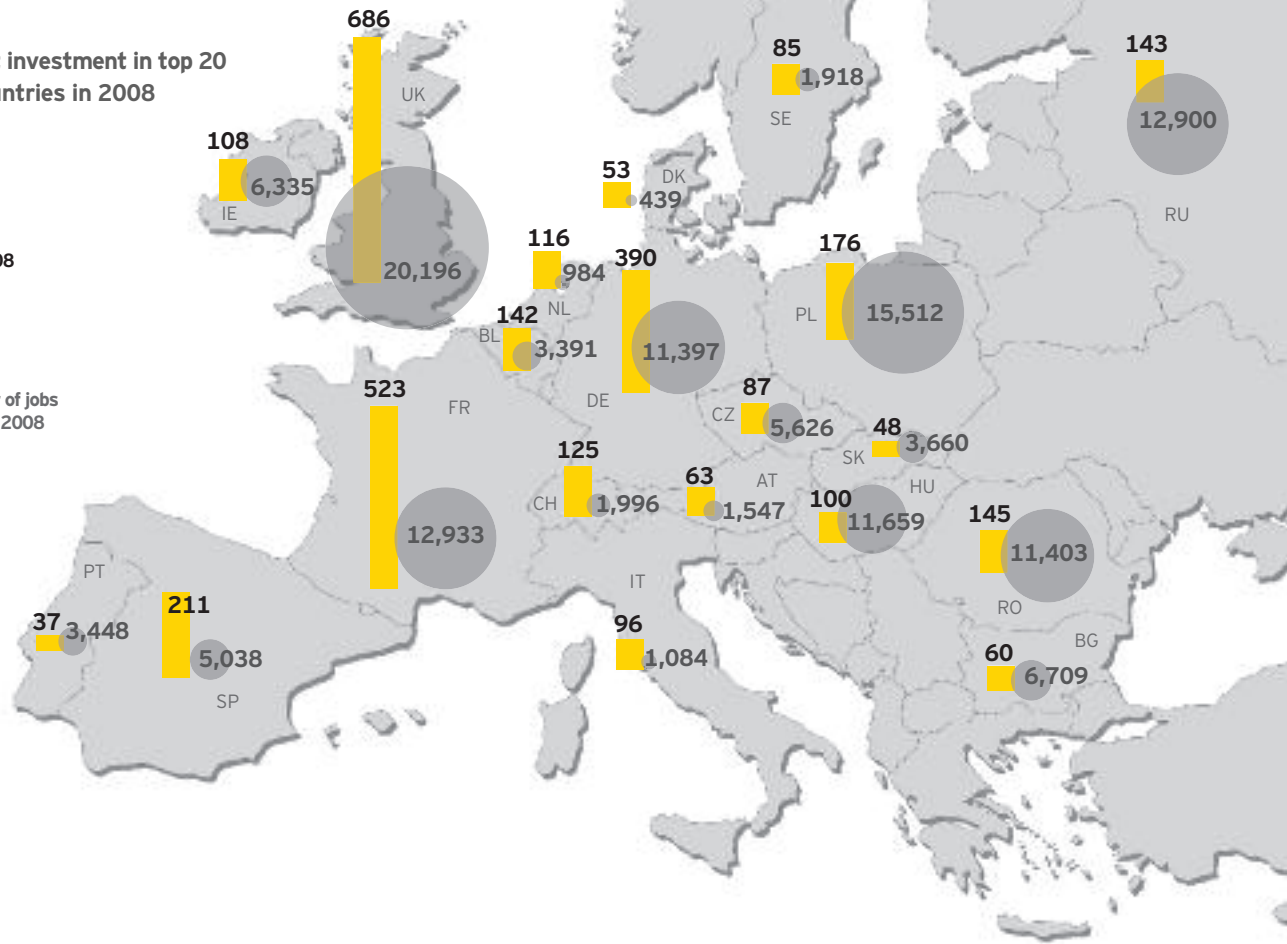 investment in top 20
ntries in 2008
08
of jobs
2008
686
UK
20,196
108
6,335
IE
85
1,918
SE
143
12,900
RU
53
DK
439
116
984
NL
390
11,397
DE
176
PL
15,512
142
BL
3,391
523
FR
12,933
87
CZ
5,626
48
3,660
SK
125
CH
1,996
63
AT
1,547
HU
100
11,659
145
11,403
RO
PT
37
3,448
211
5,038
SP
IT
96
1,084
BG
60
6,709